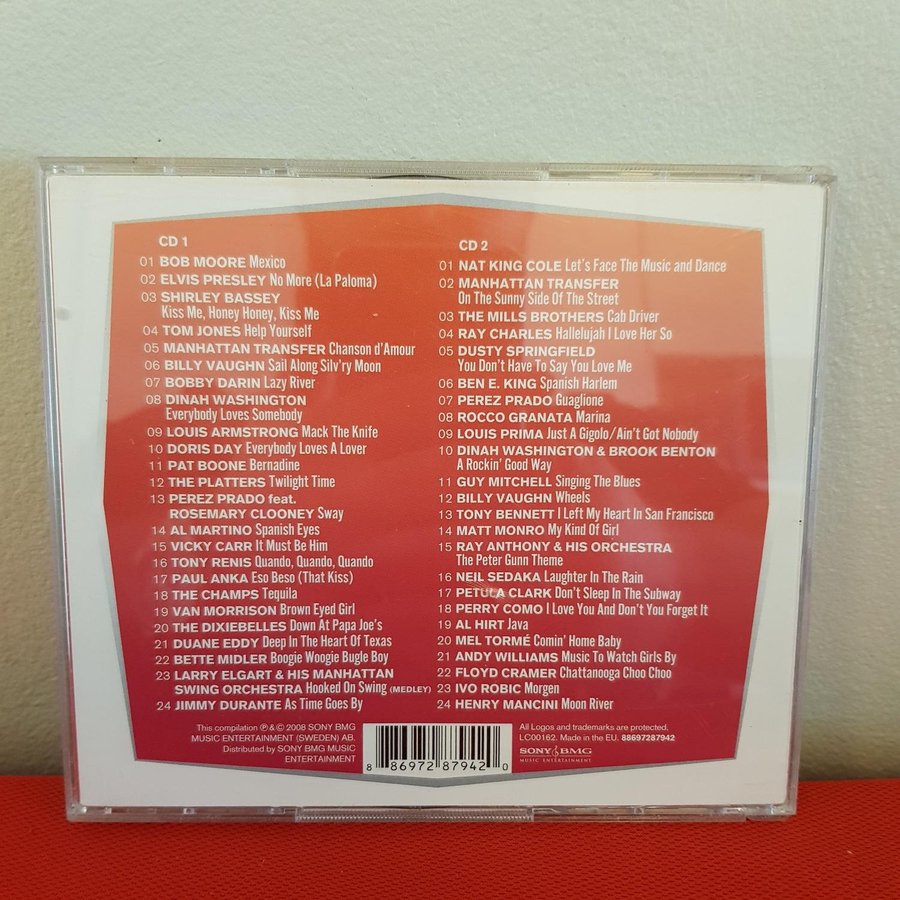 CD 1
01 BOB MOORE Mexico
02 ELVIS PRESLEY No More (La Paloma)
03 SHIRLEY BASSEY
Kiss Me, Honey Honey, Kiss Me
04 TOM JONES Help Yourself
05 MANHATTAN TRANSFER Chanson d'Amour
06 BILLY VAUGHN Sail Along Silv'ry Moon
07 BOBBY DARIN Lazy River
08 DINAH WASHINGTON
Everybody Loves Somebody
09 LOUIS ARMSTRONG Mack The Knife
10 DORIS DAY Everybody Loves A Lover
11 PAT BOONE Bernadine
12 THE PLATTERS Twilight Time
13 PEREZ PRADO feat.
ROSEMARY CLOONEY Sway
14 AL MARTINO Spanish Eyes
15 VICKY CARR It Must Be Him
16 TONY RENIS Quando, Quando, Quando
17 PAUL ANKA Eso Beso (That Kiss)
18 THE CHAMPS Tequila
19 VAN MORRISON Brown Eyed Girl
20 THE DIXIEBELLES Down At Papa Joe's
21 DUANE EDDY Deep In The Heart Of Texas
22 BETTE MIDLER Boogie Woogie Bugle Boy
23 LARRY ELGART & HIS MANHATTAN
SWING ORCHESTRA Hooked On Swing (MEDLEY)
24 JIMMY DURANTE As Time Goes By
CD 2
01 NAT KING COLE Let's Face The Music and Dance
02 MANHATTAN TRANSFER
On The Sunny Side Of The Street
03 THE MILLS BROTHERS Cab Driver
04 RAY CHARLES Hallelujah I Love Her So
05 DUSTY SPRINGFIELD
You Don't Have To Say You Love Me
06 BEN E. KING Spanish Harlem
07 PEREZ PRADO Guaglione
08 ROCCO GRANATA Marina
09 LOUIS PRIMA Just A Gigolo/Ain't Got Nobody
10 DINAH WASHINGTON & BROOK BENTON
A Rockin' Good Way
11 GUY MITCHELL Singing The Blues
12 BILLY VAUGHN Wheels
13 TONY BENNETT I Left My Heart In San Francisco
14 MATT MONRO My Kind Of Girl
15 RAY ANTHONY & HIS ORCHESTRA
The Peter Gunn Theme
16 NEIL SEDAKA Laughter In The Rain
17 PETULA CLARK Don't Sleep In The Subway
18 PERRY COMO I Love You And Don't You Forget It
19 AL HIRT Java
20 MEL TORMÉ Comin' Home Baby
21 ANDY WILLIAMS Music To Watch Girls By
22 FLOYD CRAMER Chattanooga Choo Choo
23 IVO ROBIC Morgen
24 HENRY MANCINI Moon River
This compilation ℗ & © 2008 SONY BMG
MUSIC ENTERTAINMENT (SWEDEN) AB.
Distributed by SONY BMG MUSIC
ENTERTAINMENT
8 86972 87942 0
All Logos and trademarks are protected.
LC00162. Made in the EU. 88697287942
SONY BMG
MUSIC ENTERTAINMENT